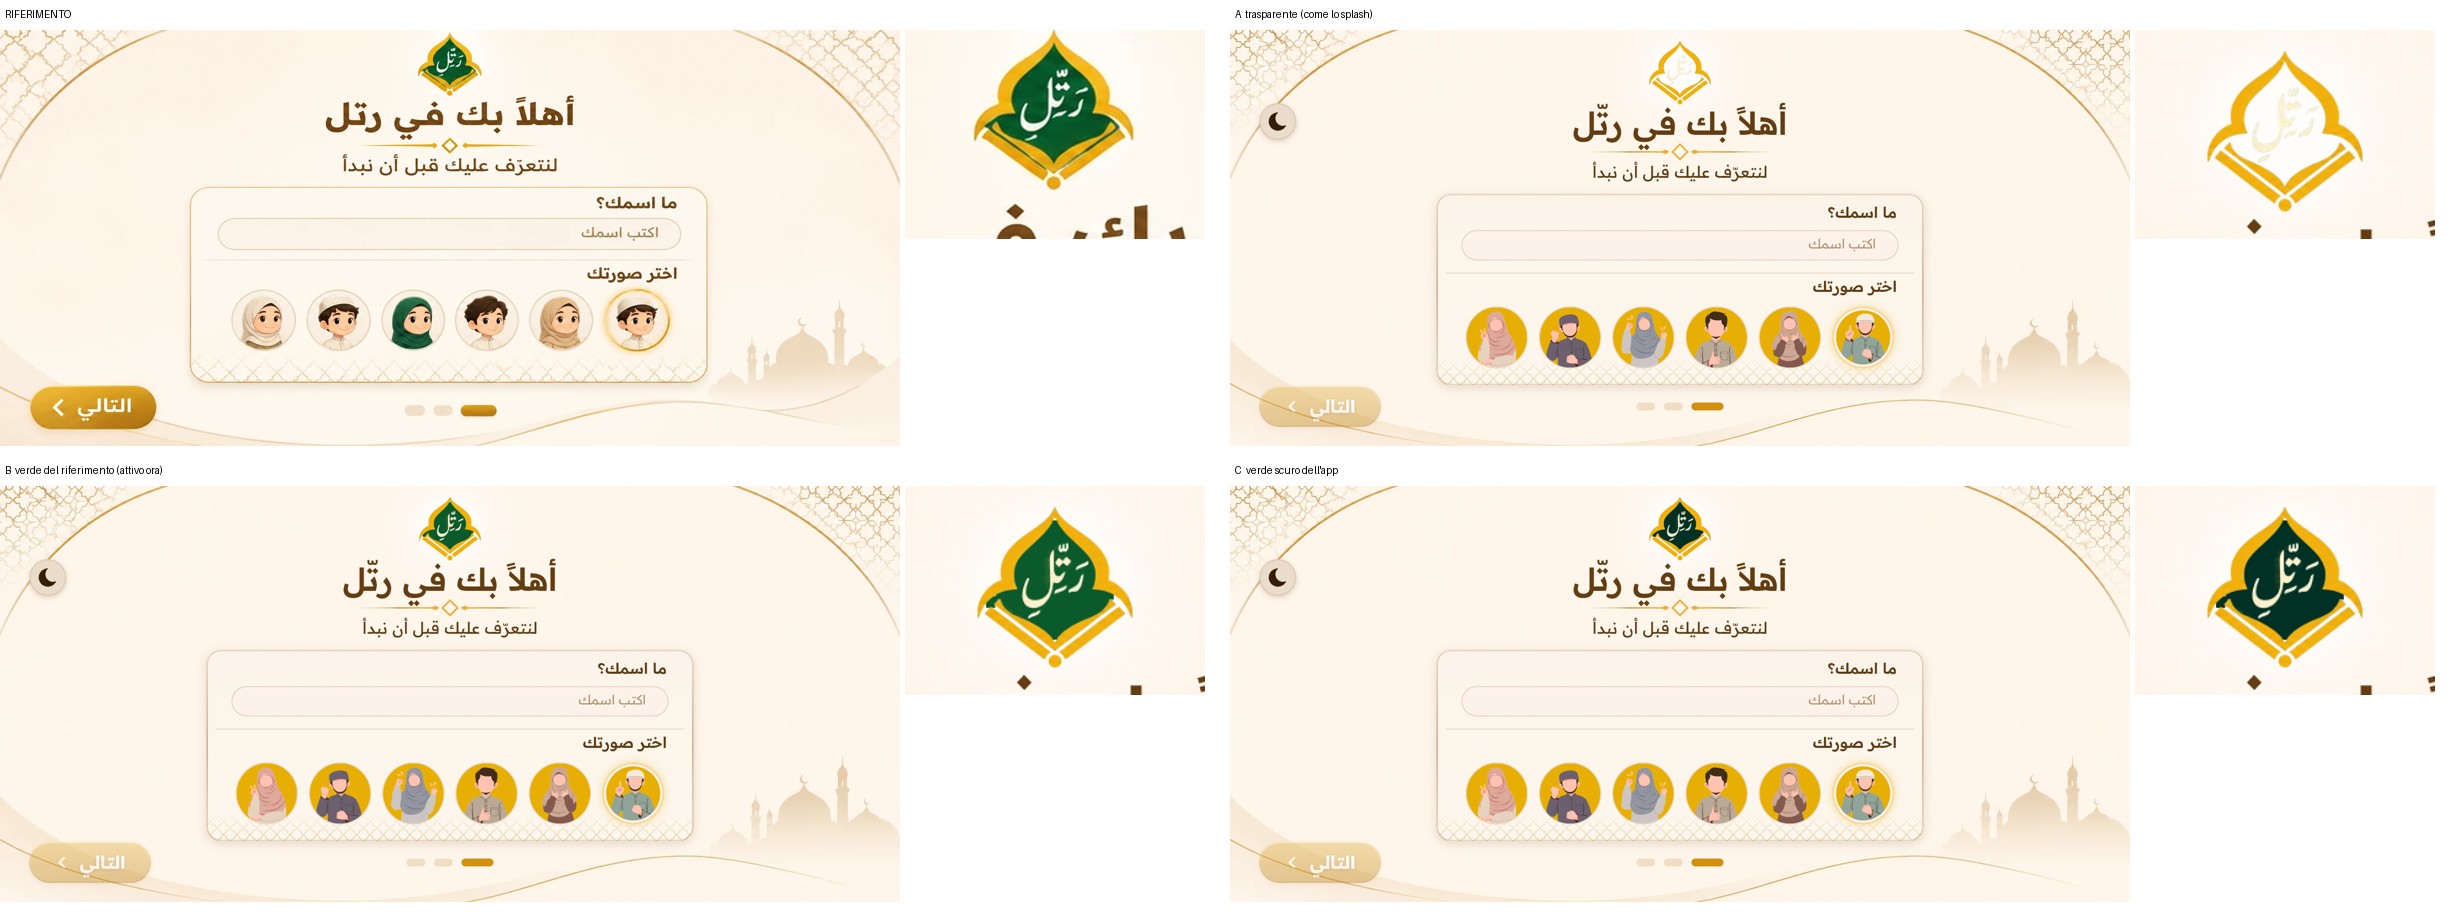 RIFERIMENTO
رَتِّلِ
أهلاً بك في رتل
لنتعرّف عليك قبل أن نبدأ
ما اسمك؟
اكتب اسمك
اختر صورتك
التالي
رَتِّلِ
A trasparente (come lo splash)
رَتِّلِ
أهلاً بك في رتّل
لنتعرّف عليك قبل أن نبدأ
ما اسمك؟
اكتب اسمك
اختر صورتك
التالي
رَتِّلِ
B verde del riferimento (attivo ora)
رَتِّلِ
أهلاً بك في رتّل
لنتعرّف عليك قبل أن نبدأ
ما اسمك؟
اكتب اسمك
اختر صورتك
التالي
رَتِّلِ
C verde scuro dell'app
رَتِّلِ
أهلاً بك في رتّل
لنتعرّف عليك قبل أن نبدأ
ما اسمك؟
اكتب اسمك
اختر صورتك
التالي
رَتِّلِ